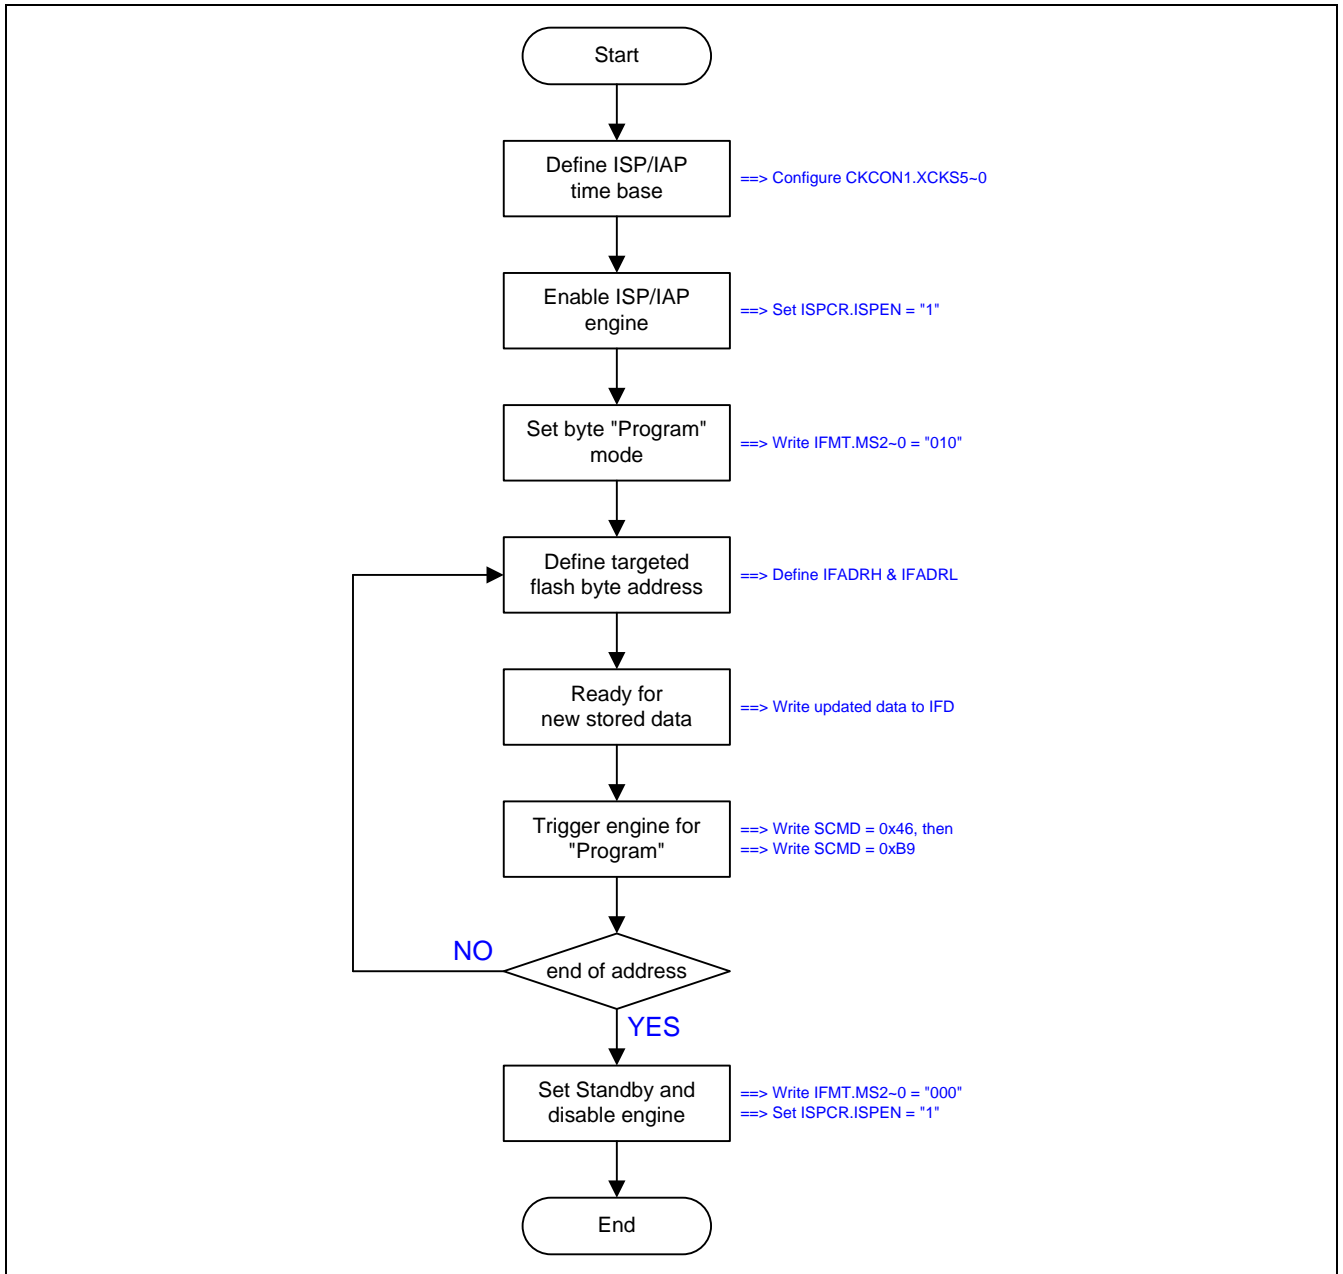 Start
Define ISP/IAP
time base
==> Configure CKCON1.XCKS5~0
Enable ISP/IAP
engine
==> Set ISPCR.ISPEN = "1"
Set byte "Program"
mode
==> Write IFMT.MS2~0 = "010"
Define targeted
flash byte address
==> Define IFADRH & IFADRL
Ready for
new stored data
==> Write updated data to IFD
Trigger engine for
"Program"
==> Write SCMD = 0x46, then
==> Write SCMD = 0xB9
NO
end of address
YES
Set Standby and
disable engine
==> Write IFMT.MS2~0 = "000"
==> Set ISPCR.ISPEN = "1"
End